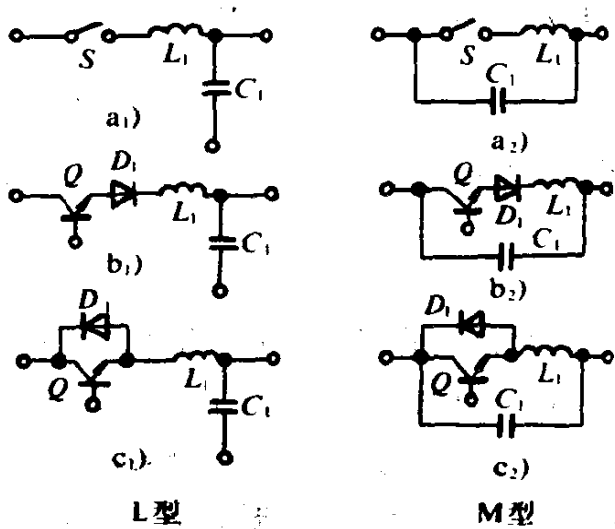 S L₁ C₁
a₁)
S L₁ C₁
a₂)
Q D₁ L₁ C₁
b₁)
Q D₁ L₁ C₁
b₂)
D Q L₁ C₁
c₁)
D₁ Q L₁ C₁
c₂)
L型
M型